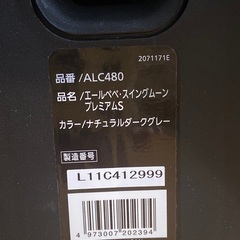 2071171E
品番 /ALC480
品名 /エールベベ・スイングムーン
プレミアムS
カラー/ナチュラルダークグレー
製造番号
L11C412999
4 973007 202394